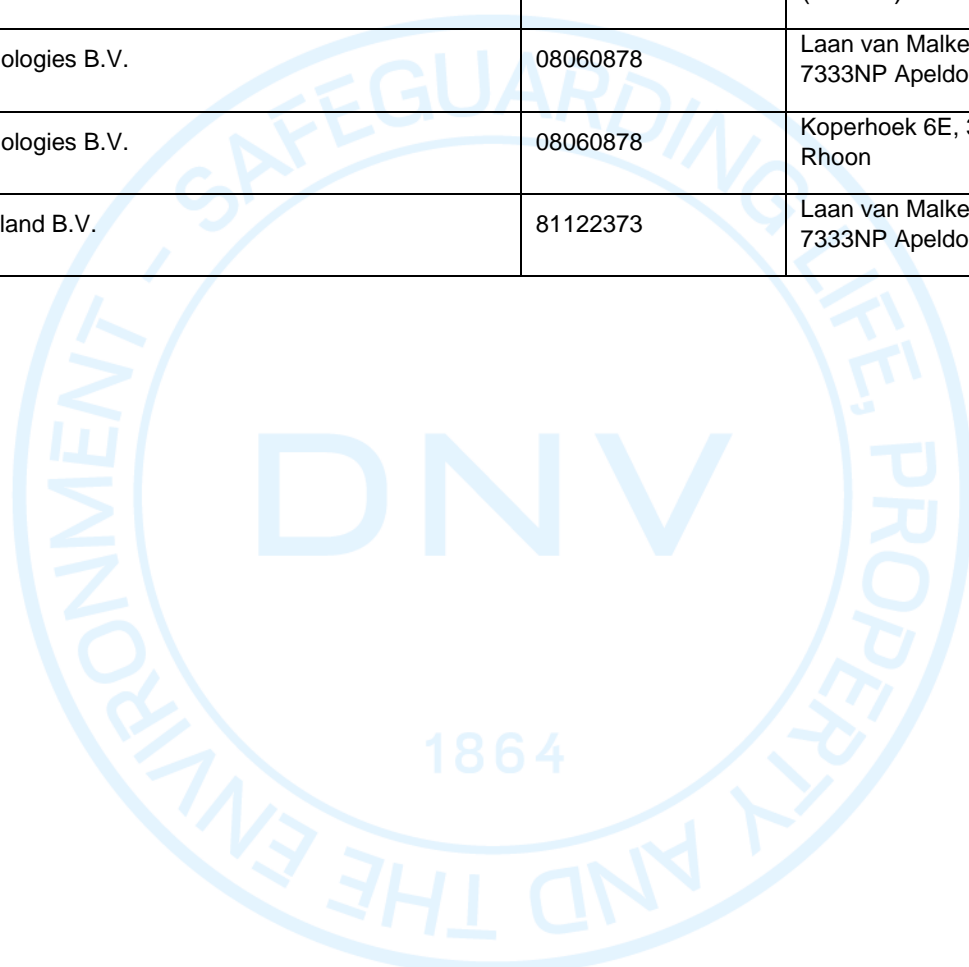 ologies B.V. 08060878 Laan van Malke
7333NP Apeldo
ologies B.V. 08060878 Koperhoek 6E, 3
Rhoon
land B.V. 81122373 Laan van Malke
7333NP Apeldo
SAFEGUARDING LIFE, PROPERTY AND THE ENVIRONMENT -
DNV
1864